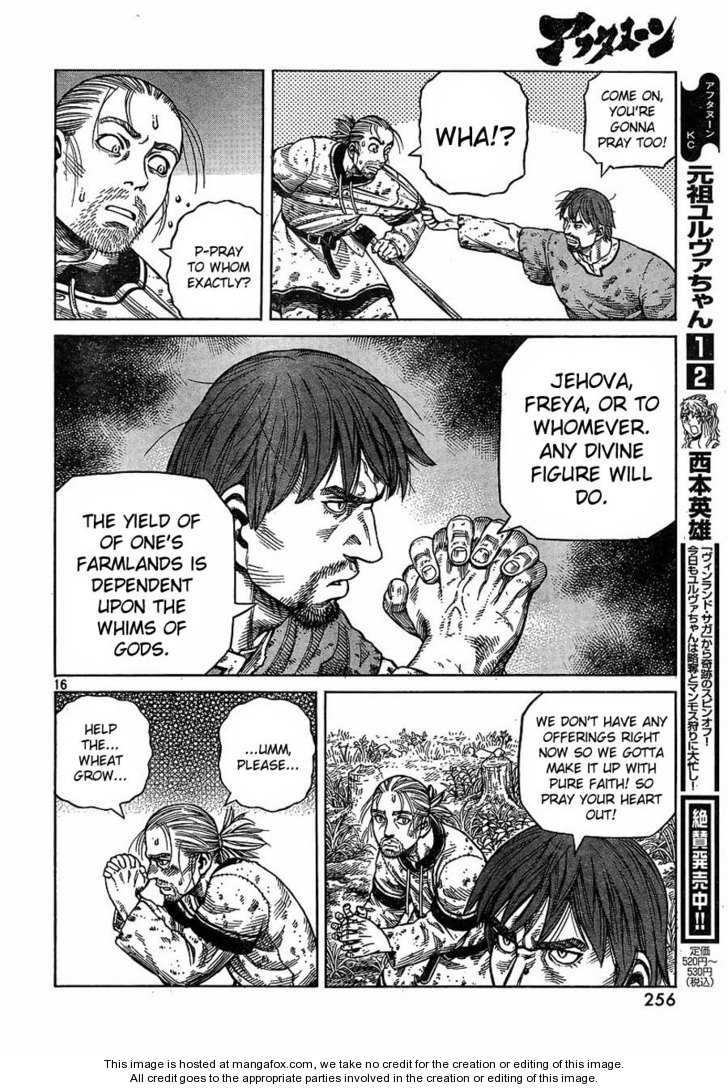 アフタヌーン
COME ON,
YOU'RE
GONNA
PRAY TOO!
WHA!?
P-PRAY
TO WHOM
EXACTLY?
JEHOVA,
FREYA, OR TO
WHOMEVER.
ANY DIVINE
FIGURE WILL
DO.
THE YIELD OF
OF ONE'S
FARMLANDS IS
DEPENDENT
UPON THE
WHIMS OF
GODS.
16
WE DON'T HAVE ANY
OFFERINGS RIGHT
NOW SO WE GOTTA
MAKE IT UP WITH
PURE FAITH! SO
PRAY YOUR HEART
OUT!
...UMM,
PLEASE...
HELP
THE...
WHEAT
GROW...
アフタヌーン
KC
元祖ユルヴァちゃん
1
2
西本英雄
『ヴィンランド・サガ』から奇跡のスピンオフ!
今日もユルヴァちゃんは略奪とマンモス狩りに大忙し!
絶賛発売中!!
定価
520円〜
530円
(税込)
256
This image is hosted at mangafox.com, we take no credit for the creation or editing of this image.
All credit goes to the appropriate parties involved in the creation or editing of this image.